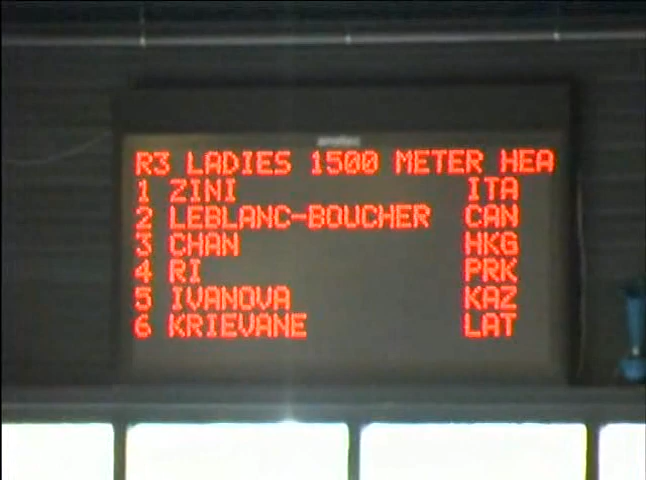 R3 LADIES 1500 METER HEA
1 ZINI ITA
2 LEBLANC-BOUCHER CAN
3 CHAN HKG
4 RI PRK
5 IVANOVA KAZ
6 KRIEVANE LAT